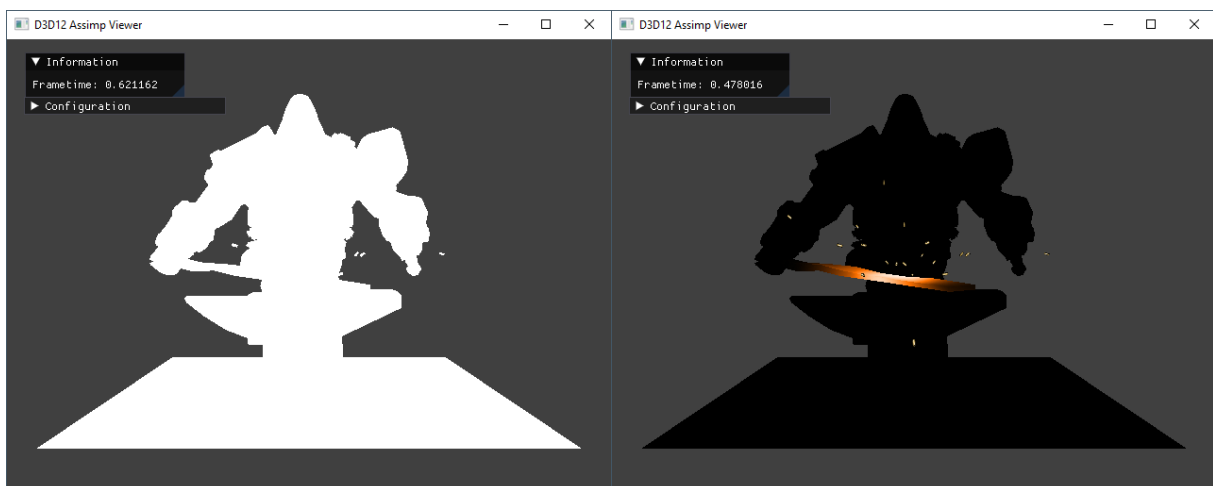 D3D12 Assimp Viewer
Information
Frametime: 0.621162
Configuration
D3D12 Assimp Viewer
Information
Frametime: 0.478016
Configuration